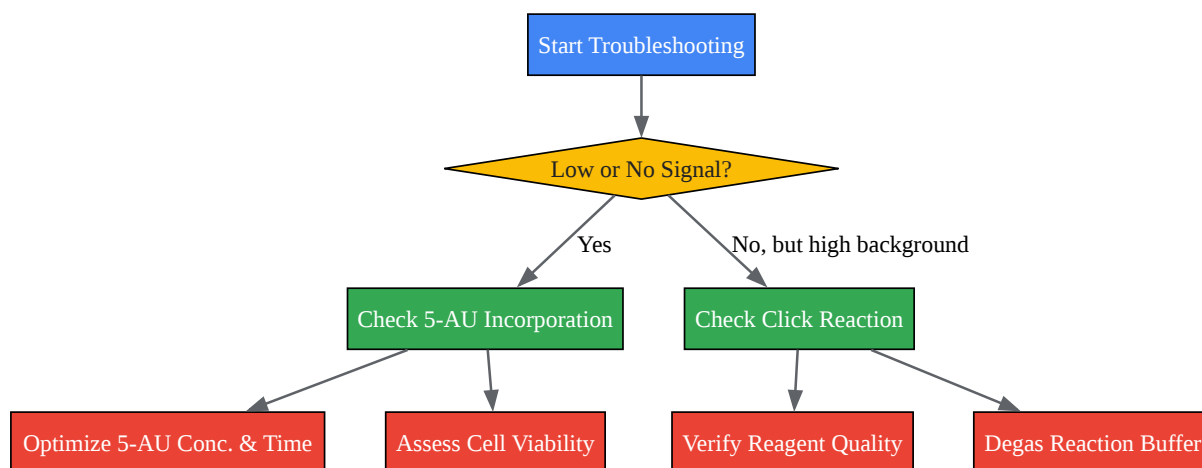 Start Troubleshooting
Low or No Signal?
Yes
No, but high background
Check 5-AU Incorporation
Check Click Reaction
Optimize 5-AU Conc. & Time
Assess Cell Viability
Verify Reagent Quality
Degas Reaction Buffer